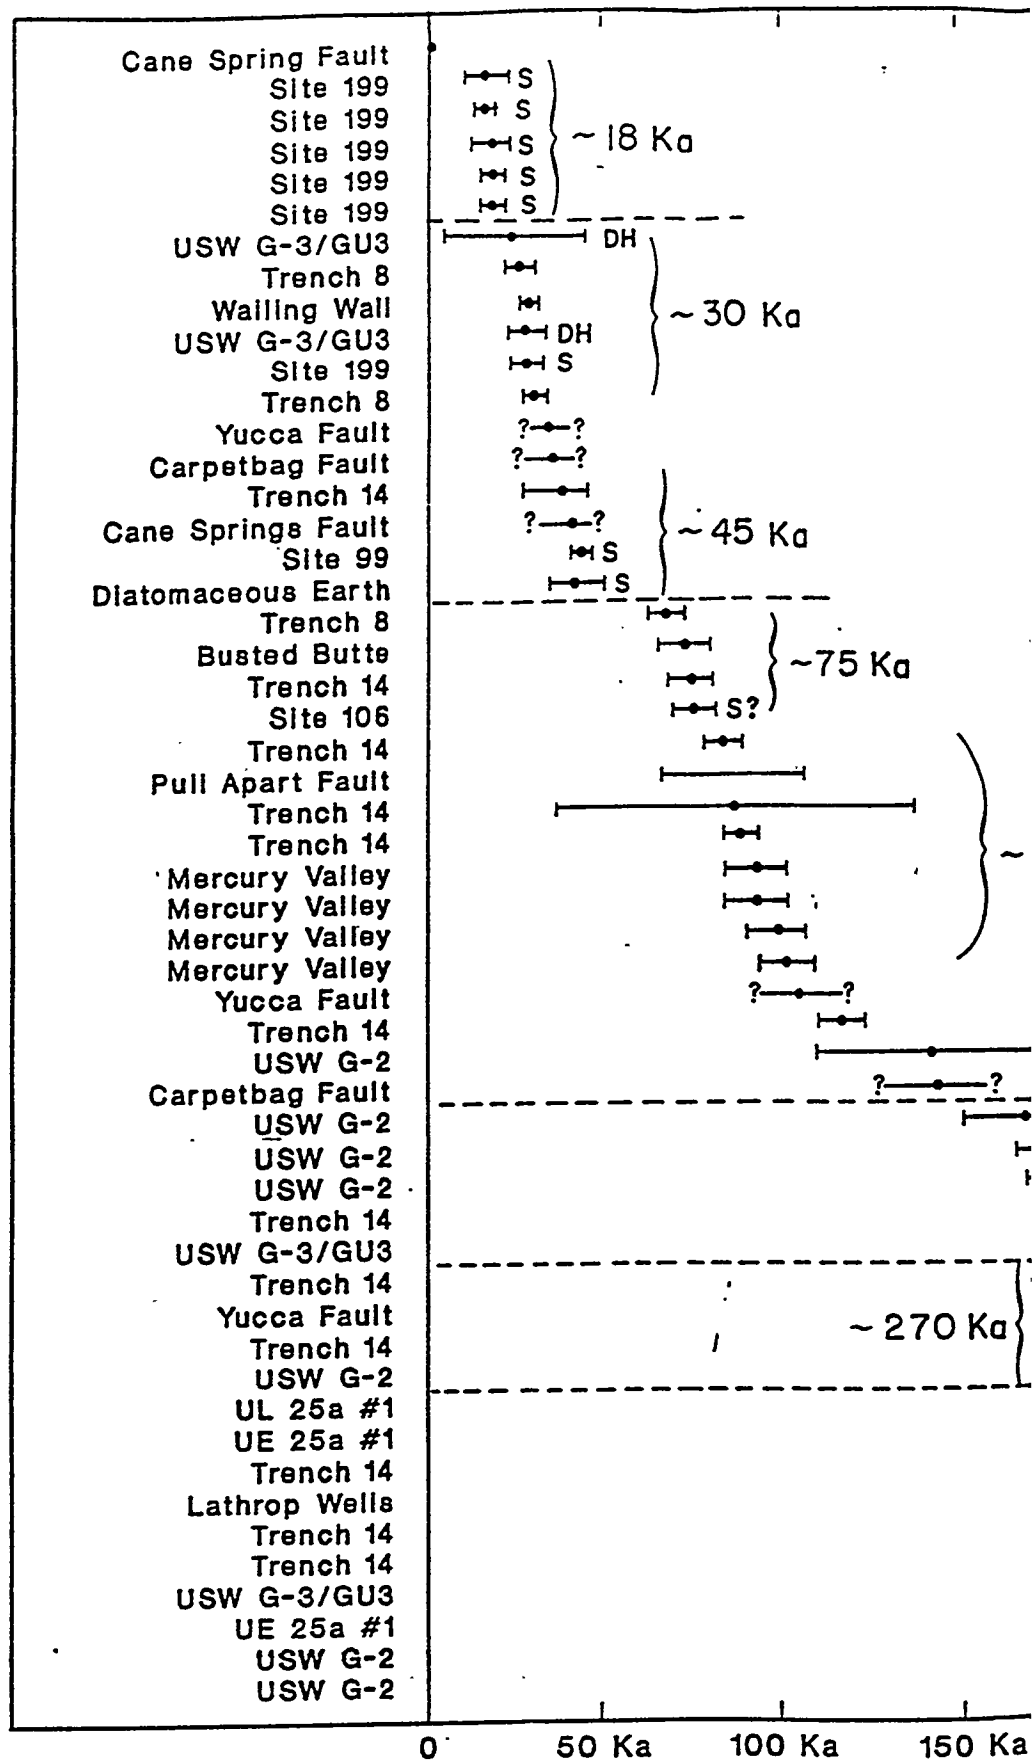 Cane Spring Fault
Site 199 S
Site 199 S
Site 199 S ~18 Ka
Site 199 S
Site 199 S
USW G-3/GU3 DH
Trench 8
Wailing Wall ~30 Ka
USW G-3/GU3 DH
Site 199 S
Trench 8
Yucca Fault ? ?
Carpetbag Fault ? ?
Trench 14
Cane Springs Fault ? ? ~45 Ka
Site 99 S
Diatomaceous Earth S
Trench 8
Busted Butte ~75 Ka
Trench 14
Site 106 S?
Trench 14
Pull Apart Fault
Trench 14
Trench 14 ~
Mercury Valley
Mercury Valley
Mercury Valley
Mercury Valley
Yucca Fault ? ?
Trench 14
USW G-2
Carpetbag Fault ? ?
USW G-2
USW G-2
USW G-2
Trench 14
USW G-3/GU3
Trench 14
Yucca Fault ~270 Ka
Trench 14
USW G-2
UL 25a #1
UE 25a #1
Trench 14
Lathrop Wells
Trench 14
Trench 14
USW G-3/GU3
UE 25a #1
USW G-2
USW G-2
0 50 Ka 100 Ka 150 Ka